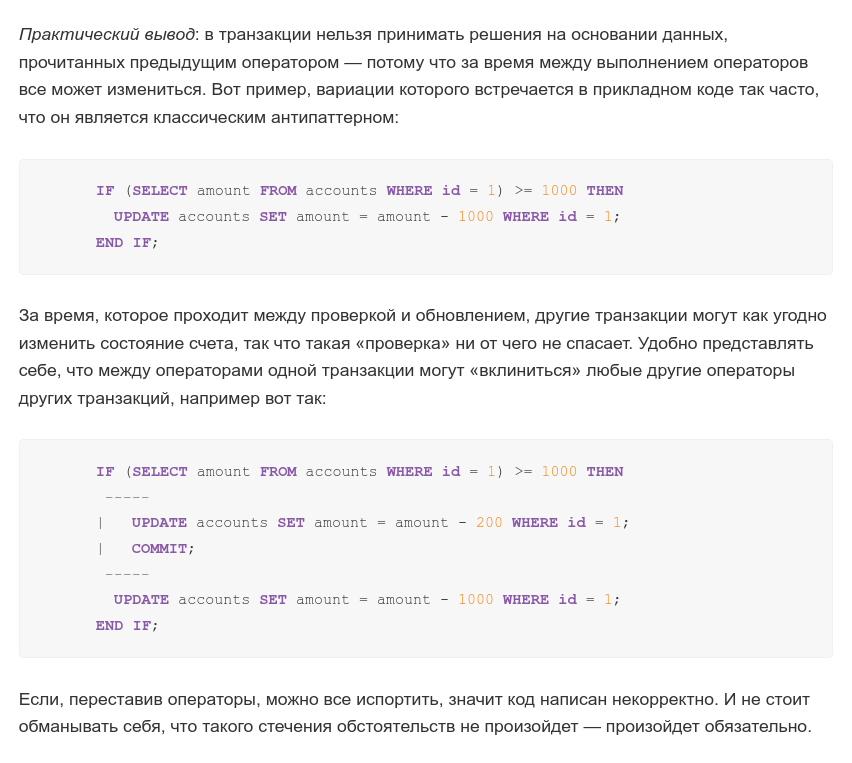 Практический вывод: в транзакции нельзя принимать решения на основании данных,
прочитанных предыдущим оператором — потому что за время между выполнением операторов
все может измениться. Вот пример, вариации которого встречается в прикладном коде так часто,
что он является классическим антипаттерном:
IF (SELECT amount FROM accounts WHERE id = 1) >= 1000 THEN
UPDATE accounts SET amount = amount - 1000 WHERE id = 1;
END IF;
За время, которое проходит между проверкой и обновлением, другие транзакции могут как угодно
изменить состояние счета, так что такая «проверка» ни от чего не спасает. Удобно представлять
себе, что между операторами одной транзакции могут «вклиниться» любые другие операторы
других транзакций, например вот так:
IF (SELECT amount FROM accounts WHERE id = 1) >= 1000 THEN
-----
| UPDATE accounts SET amount = amount - 200 WHERE id = 1;
| COMMIT;
-----
UPDATE accounts SET amount = amount - 1000 WHERE id = 1;
END IF;
Если, переставив операторы, можно все испортить, значит код написан некорректно. И не стоит
обманывать себя, что такого стечения обстоятельств не произойдет — произойдет обязательно.